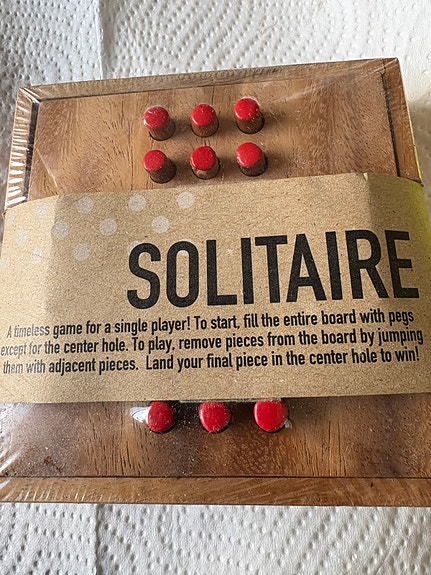 SOLITAIRE
A timeless game for a single player! To start, fill the entire board with pegs
except for the center hole. To play, remove pieces from the board by jumping
them with adjacent pieces. Land your final piece in the center hole to win!